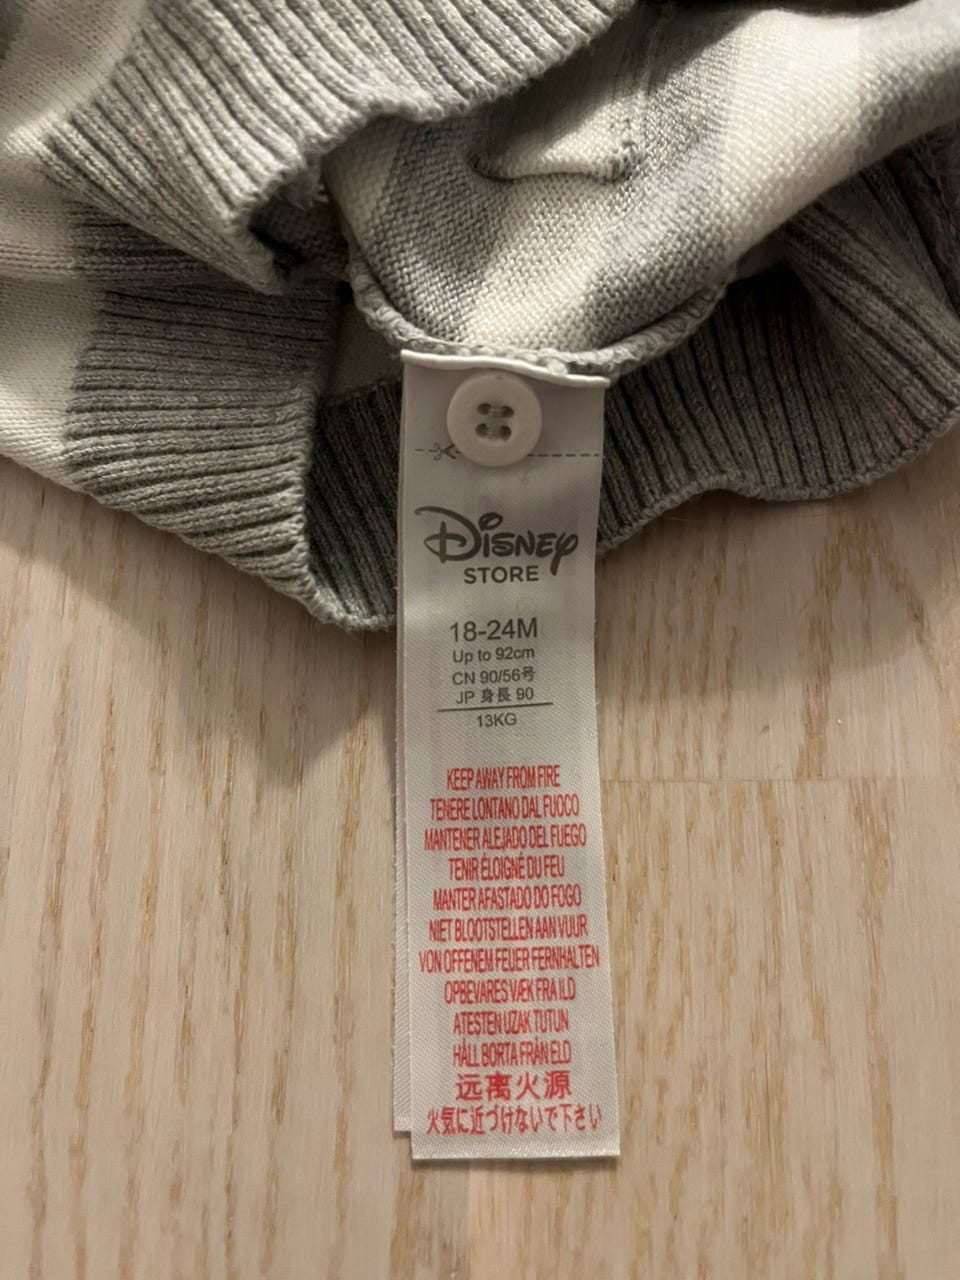 Disney
STORE
18-24M
Up to 92cm
CN 90/56号
JP 身長 90
13KG
KEEP AWAY FROM FIRE
TENERE LONTANO DAL FUOCO
MANTENER ALEJADO DEL FUEGO
TENIR ÉLOIGNÉ DU FEU
MANTER AFASTADO DO FOGO
NIET BLOOTSTELLEN AAN VUUR
VON OFFENEM FEUER FERNHALTEN
OPBEVARES VÆK FRA ILD
ATEŞTEN UZAK TUTUN
HÅLL BORTA FRÅN ELD
远离火源
火気に近づけないで下さい